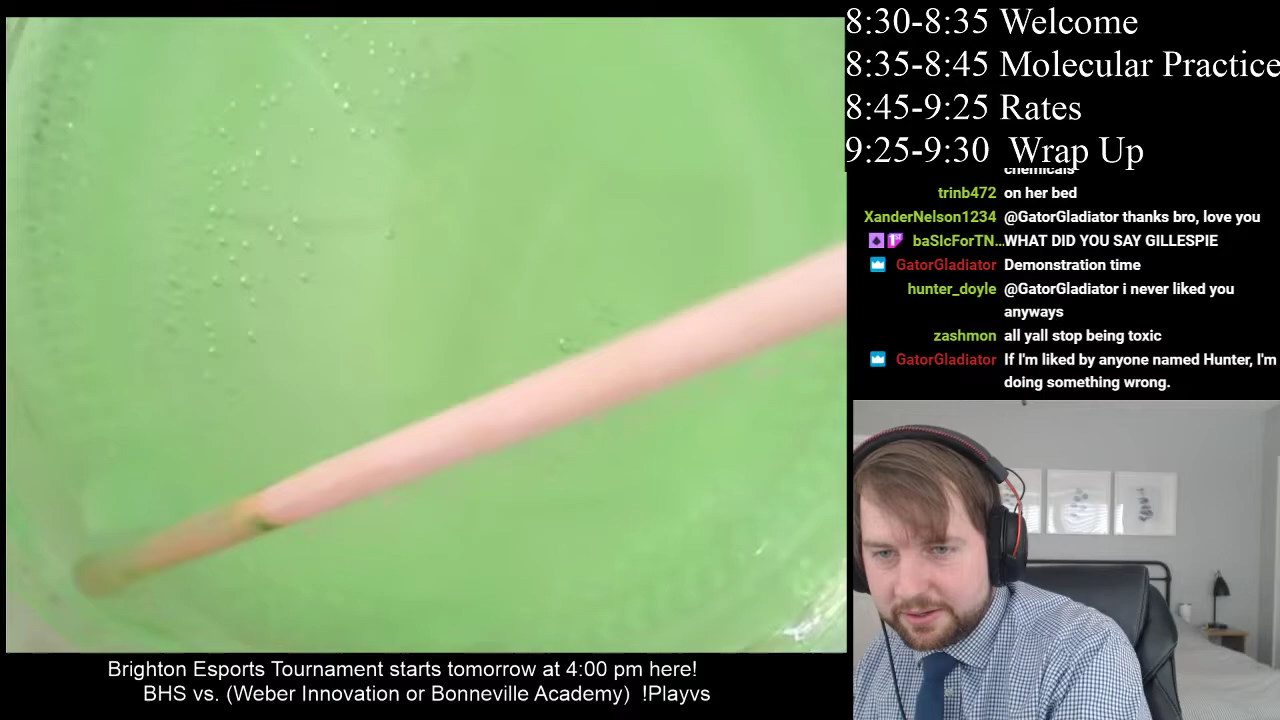 8:30-8:35 Welcome
8:35-8:45 Molecular Practice
8:45-9:25 Rates
9:25-9:30 Wrap Up
chemicals
trinb472 on her bed
XanderNelson1234 @GatorGladiator thanks bro, love you
baSIcForTN... WHAT DID YOU SAY GILLESPIE
GatorGladiator Demonstration time
hunter_doyle @GatorGladiator i never liked you
anyways
zashmon all yall stop being toxic
GatorGladiator If I'm liked by anyone named Hunter, I'm
doing something wrong.
Brighton Esports Tournament starts tomorrow at 4:00 pm here!
BHS vs. (Weber Innovation or Bonneville Academy) !Playvs